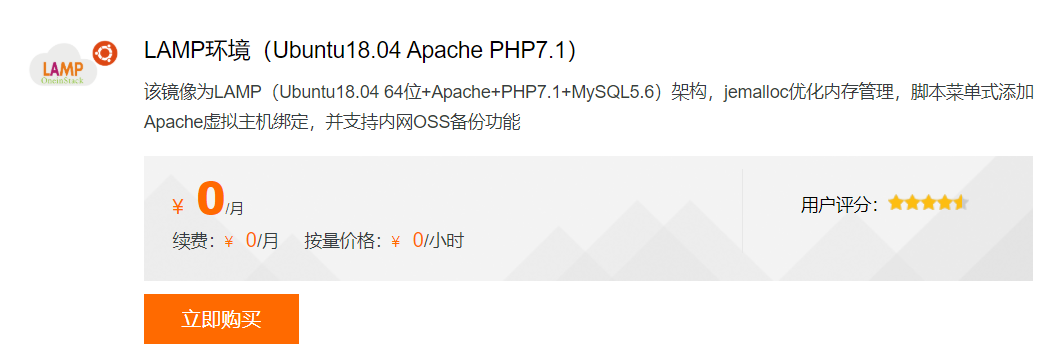 LAMP
OneinStack
LAMP环境（Ubuntu18.04 Apache PHP7.1）
该镜像为LAMP（Ubuntu18.04 64位+Apache+PHP7.1+MySQL5.6）架构，jemalloc优化内存管理，脚本菜单式添加
Apache虚拟主机绑定，并支持内网OSS备份功能
¥ 0/月
用户评分：
续费：¥ 0/月 按量价格：¥ 0/小时
立即购买